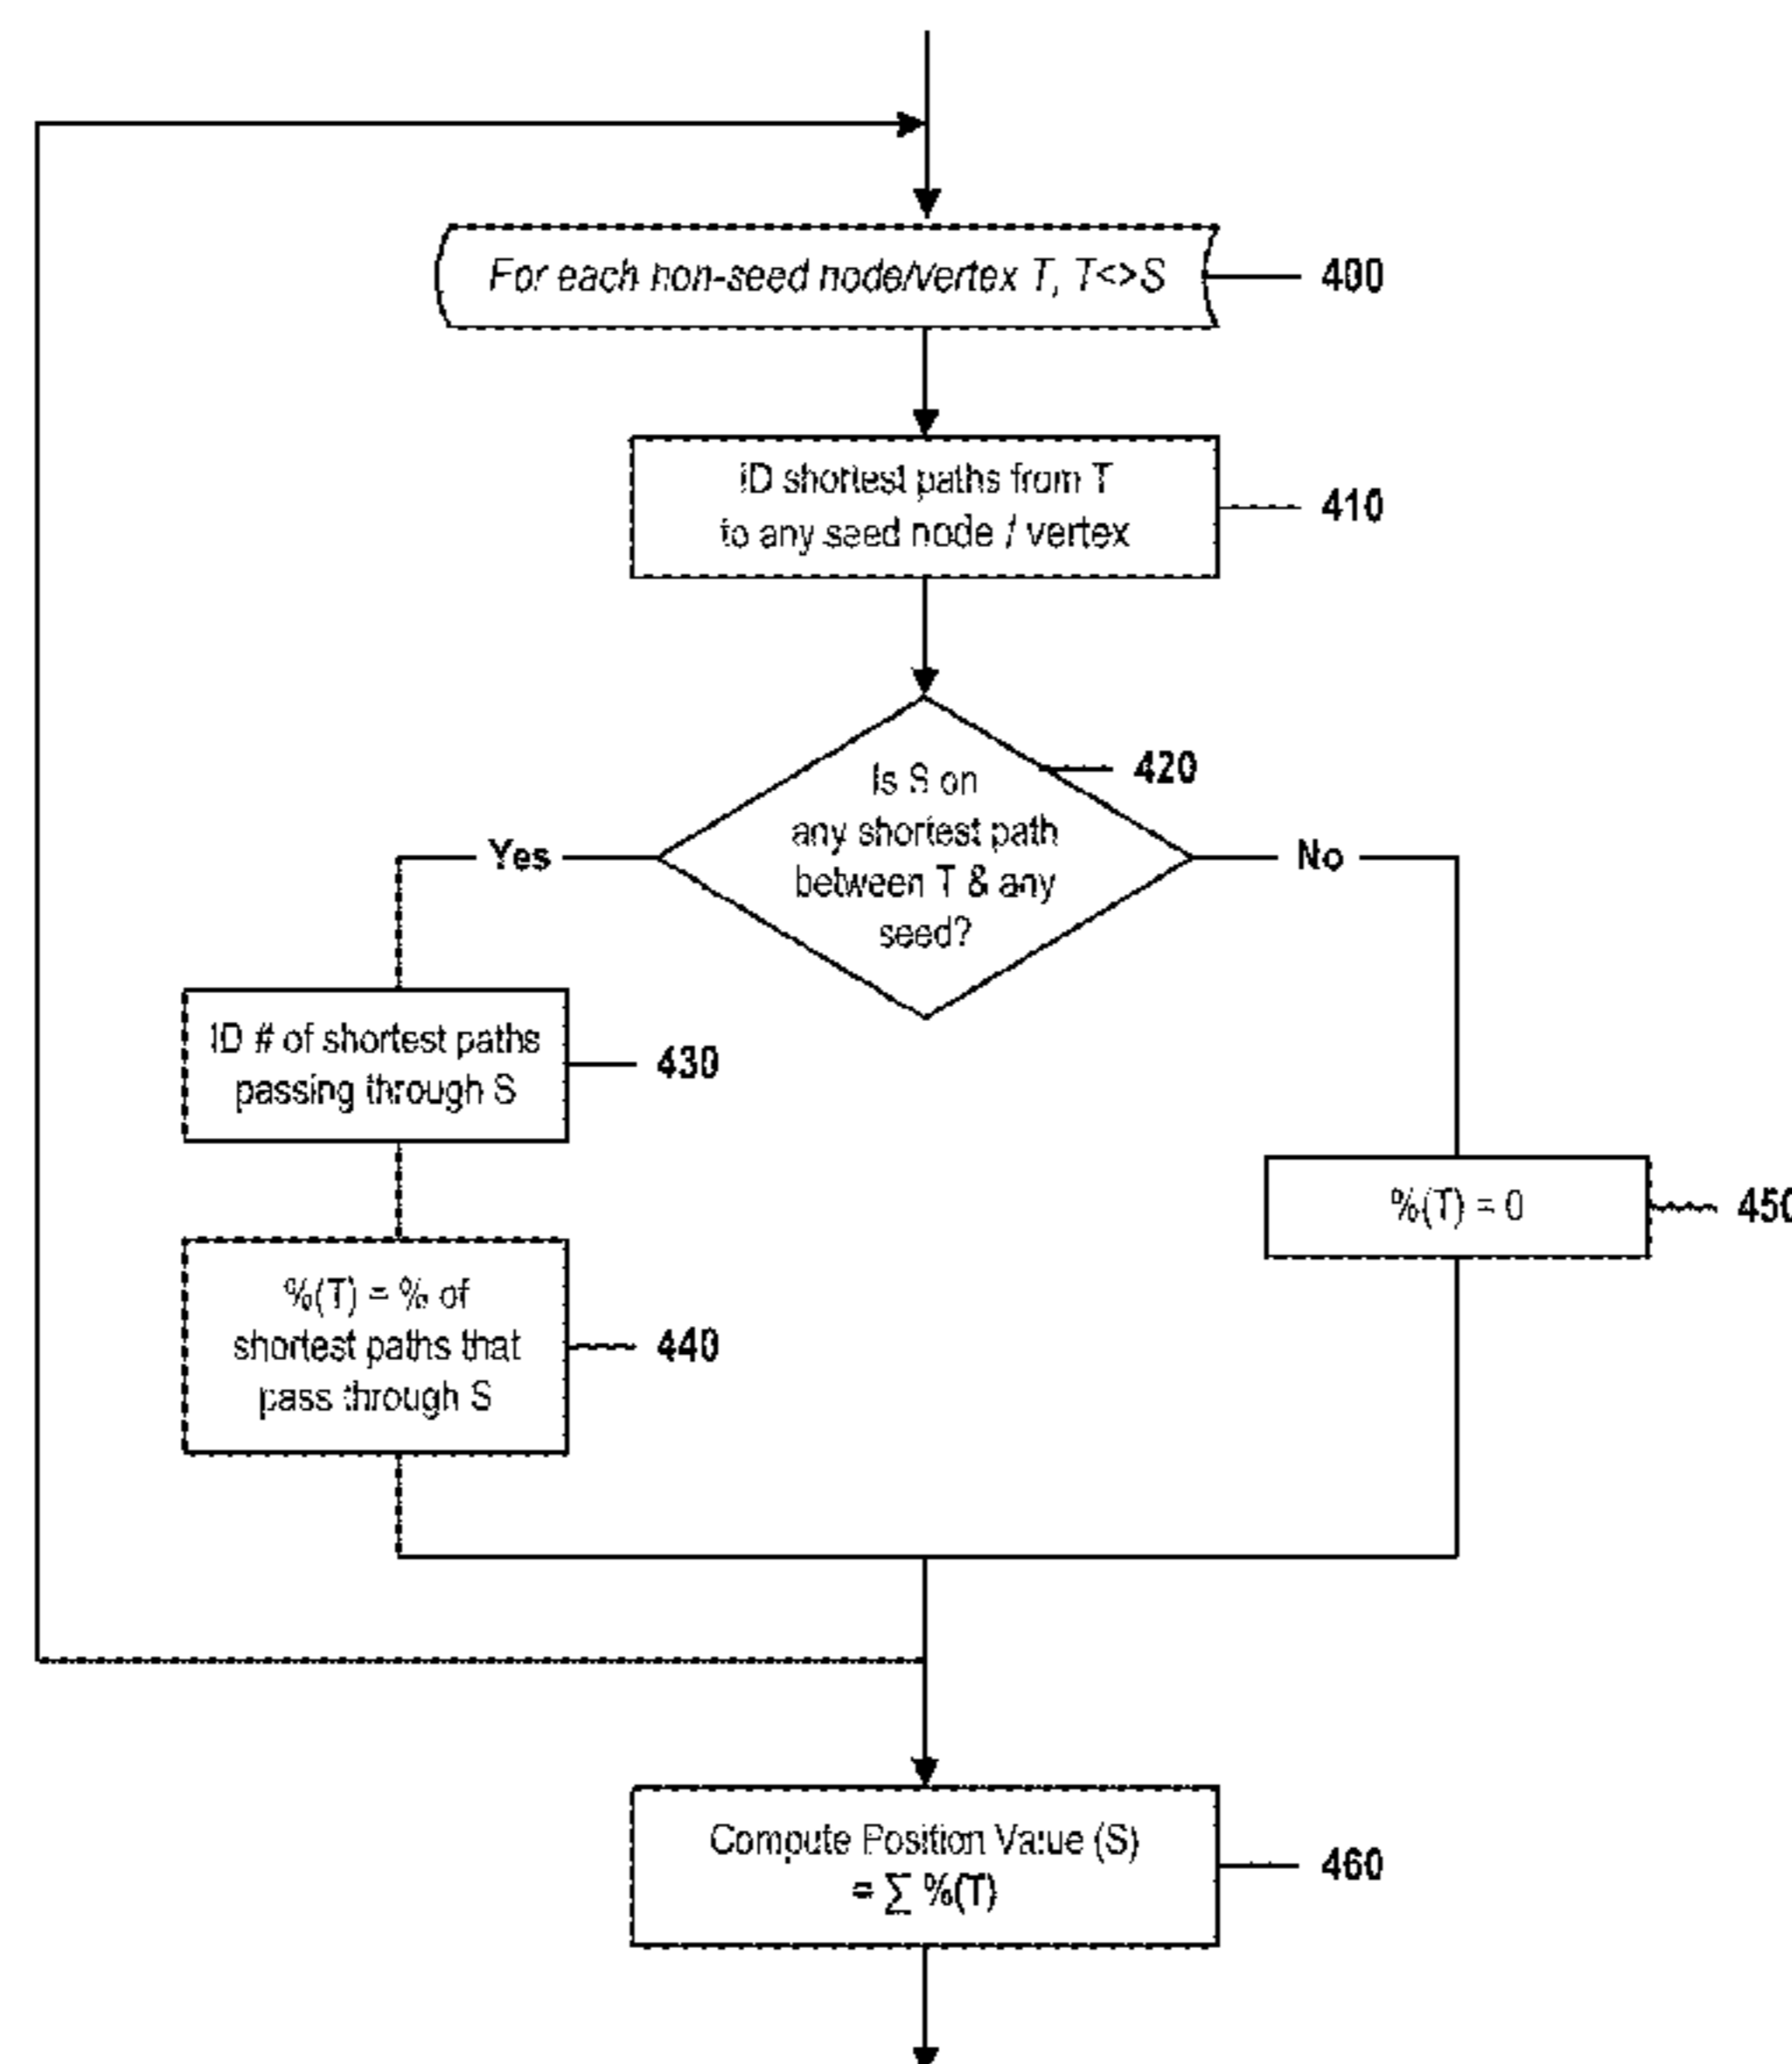 For each non-seed node/vertex T, T<>S
400
ID shortest paths from T
to any seed node / vertex
410
Is S on
any shortest path
between T & any
seed?
420
Yes
No
ID # of shortest paths
passing through S
430
%(T) = 0
450
%(T) = % of
shortest paths that
pass through S
440
Compute Position Value (S)
= ∑ %(T)
460